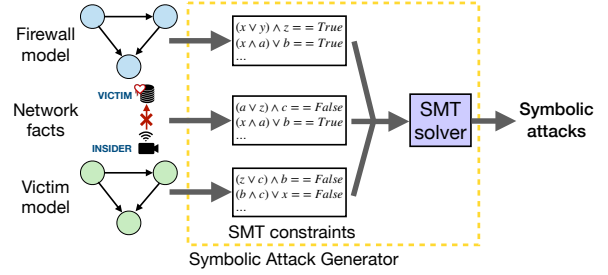 Firewall
model
(x ∨ y) ∧ z == True
(x ∧ a) ∨ b == True
...
VICTIM
Network
facts
INSIDER
(a ∨ z) ∧ c == False
(x ∧ a) ∨ b == True
...
SMT
solver
Symbolic
attacks
Victim
model
(z ∨ c) ∧ b == False
(b ∧ c) ∨ x == False
...
SMT constraints
Symbolic Attack Generator